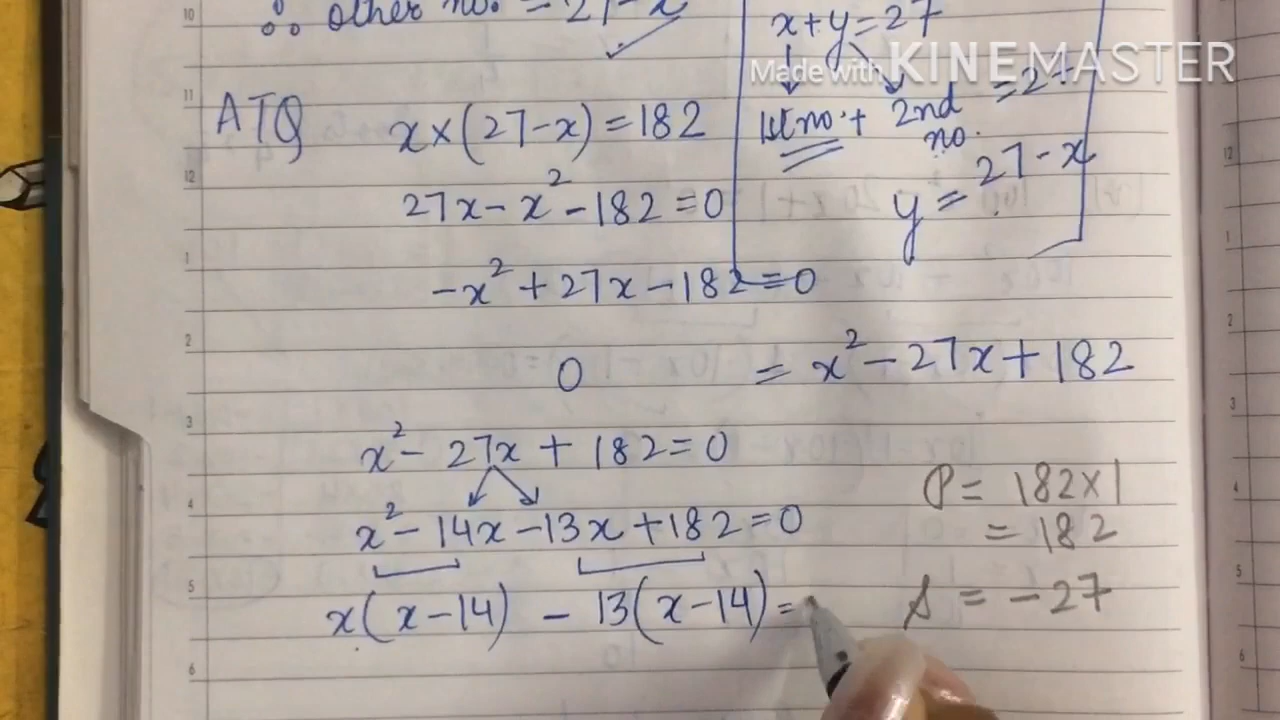 ∴ other no. = 27-x
x+y=27
Made with KINEMASTER
1st no. + 2nd no. =27
y = 27-x
ATQ x×(27-x)=182
27x-x²-182=0
-x²+27x-182=0
0 = x²-27x+182
x²-27x+182=0
x²-14x-13x+182=0
x(x-14) - 13(x-14)=
P= 182×1
= 182
S = -27